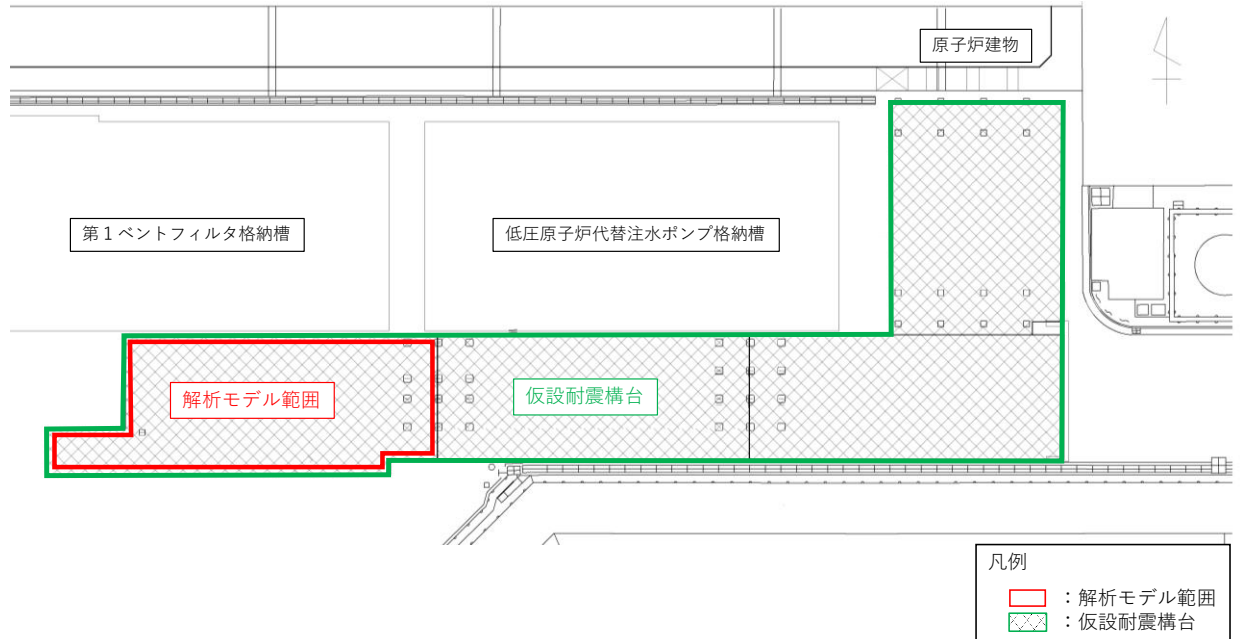 原子炉建物
第1ベントフィルタ格納槽
低圧原子炉代替注水ポンプ格納槽
解析モデル範囲
仮設耐震構台
凡例
：解析モデル範囲
：仮設耐震構台